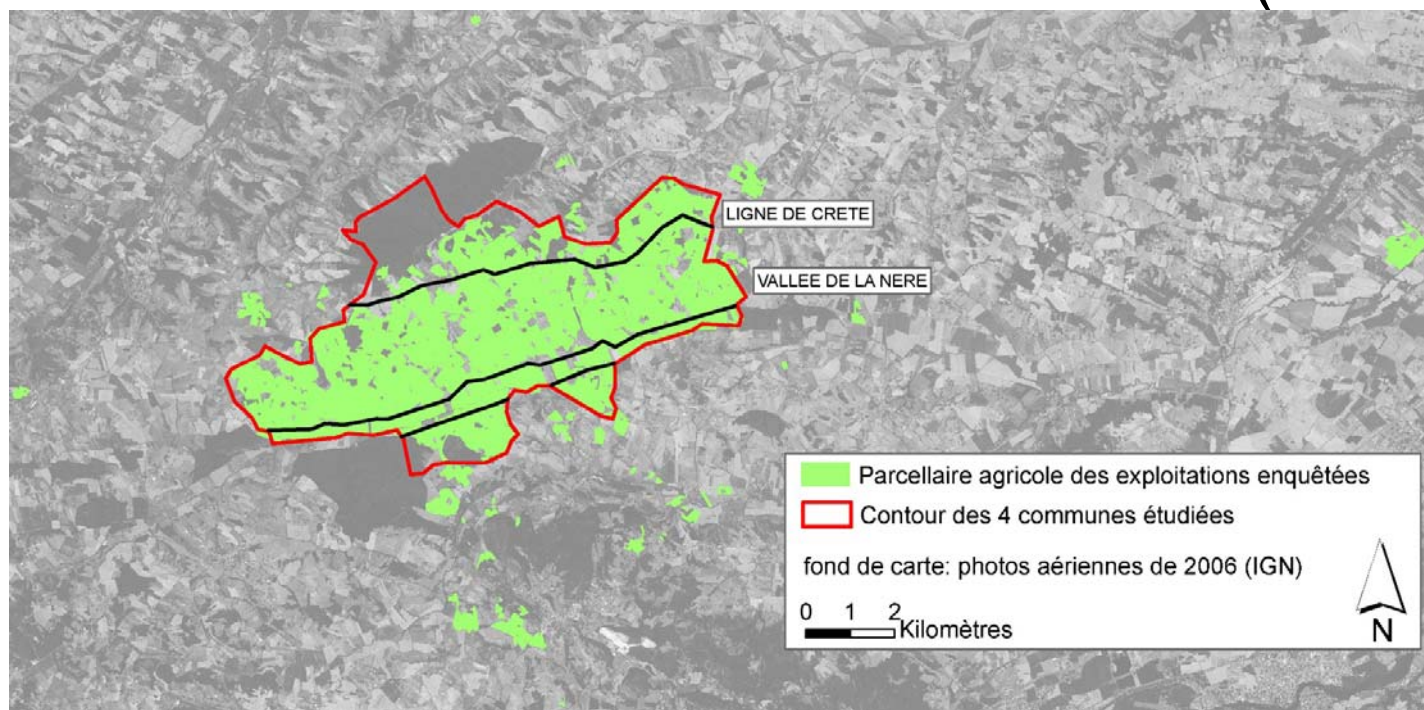 LIGNE DE CRETE
VALLEE DE LA NERE
Parcellaire agricole des exploitations enquêtées
Contour des 4 communes étudiées
fond de carte: photos aériennes de 2006 (IGN)
0 1 2
Kilomètres
N